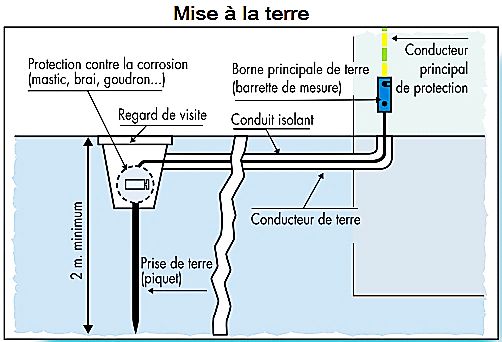 Mise à la terre
Protection contre la corrosion
(mastic, brai, goudron...)
Regard de visite
Borne principale de terre
(barrette de mesure)
Conducteur
principal
de protection
Conduit isolant
Conducteur de terre
2 m. minimum
Prise de terre
(piquet)